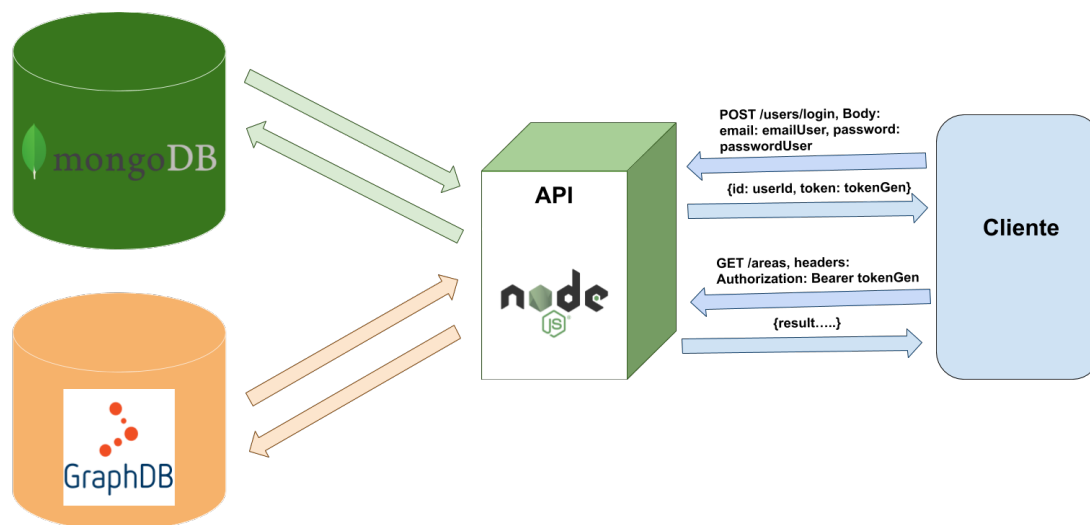 mongoDB
GraphDB
API
node
JS
POST /users/login, Body:
email: emailUser, password:
passwordUser
{id: userId, token: tokenGen}
GET /areas, headers:
Authorization: Bearer tokenGen
{result.....}
Cliente